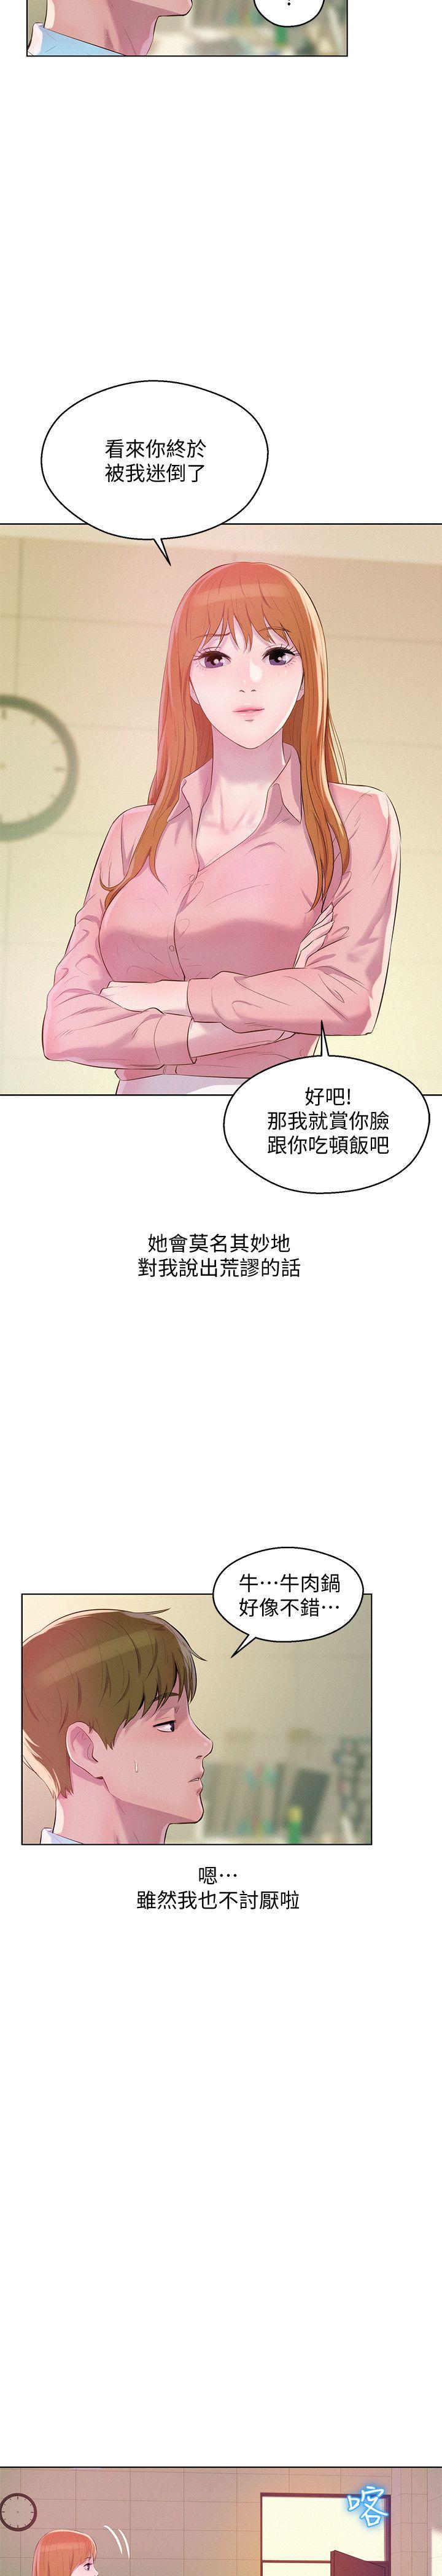 ?
看來你終於
被我迷倒了
好吧!
那我就賞你臉
跟你吃頓飯吧
她會莫名其妙地
對我說出荒謬的話
牛…牛肉鍋
好像不錯…
嗯…
雖然我也不討厭啦
喀